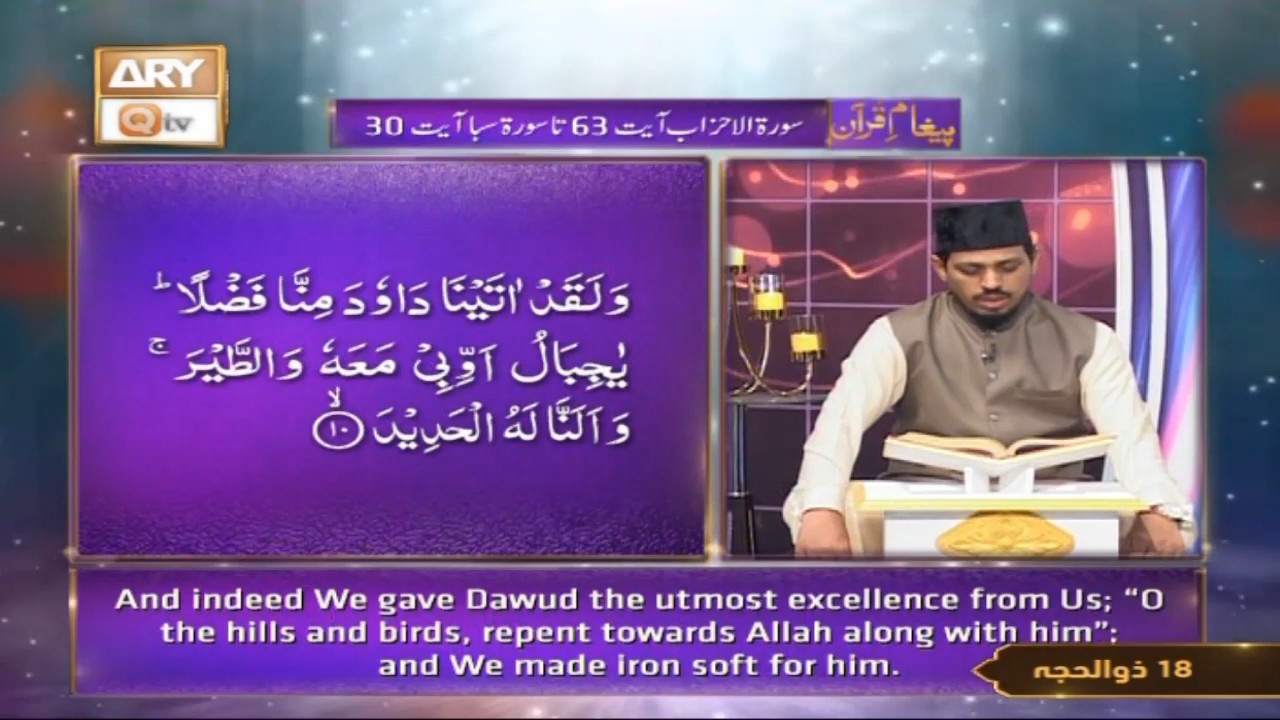 ARY
Qtv
پیغامِ قرآن
سورۃ الاحزاب آیت 63 تا سورۃ سبا آیت 30
وَلَقَدْ اٰتَيْنَا دَاوٗدَ مِنَّا فَضْلًا ؕ
يٰجِبَالُ اَوِّبِيْ مَعَهٗ وَالطَّيْرَ ۚ
وَاَلَنَّا لَهُ الْحَدِيْدَ ۙ ﴿۱۰﴾
And indeed We gave Dawud the utmost excellence from Us; “O
the hills and birds, repent towards Allah along with him”:
and We made iron soft for him.
18 ذوالحجہ